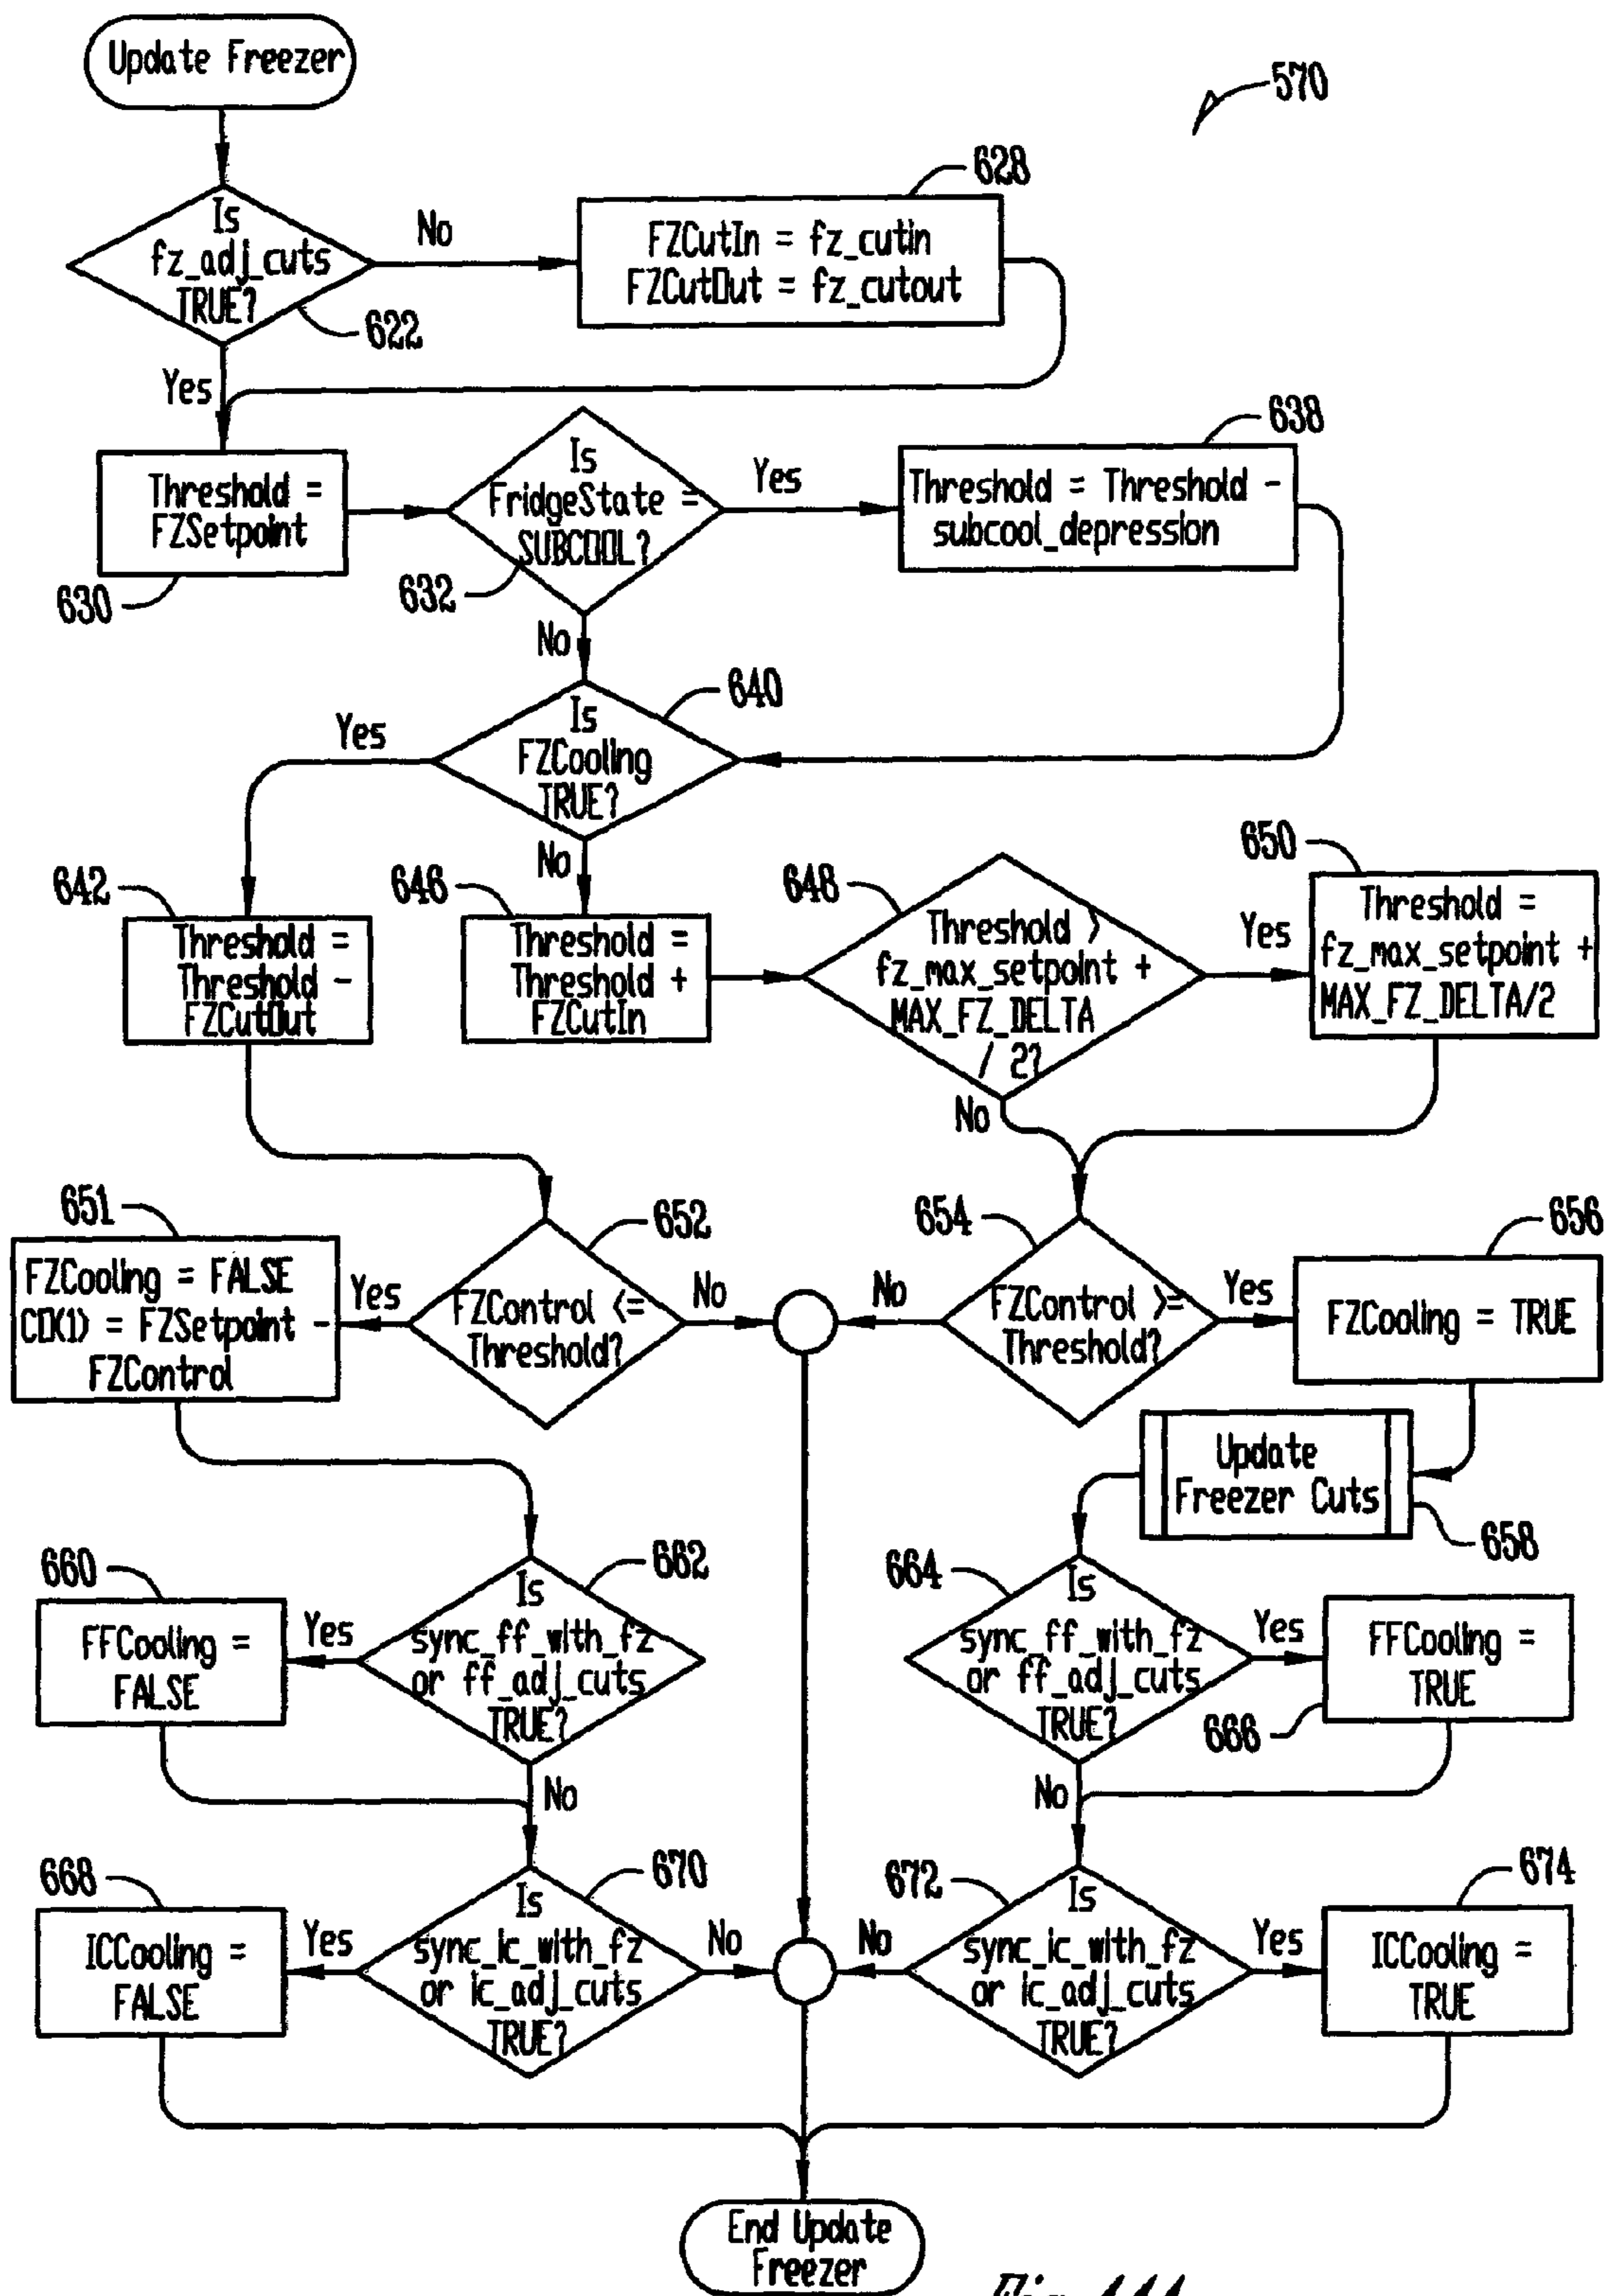 Update Freezer
570
628
Is
fz_adj_cuts
TRUE?
No
FZCutIn = fz_cutin
FZCutOut = fz_cutout
622
Yes
638
Threshold =
FZSetpoint
Is
FridgeState =
SUBCOOL?
Yes
Threshold = Threshold -
subcool_depression
630
632
No
640
Is
FZCooling
TRUE?
Yes
No
642
646
648
650
Threshold =
Threshold -
FZCutOut
Threshold =
Threshold +
FZCutIn
Threshold >
fz_max_setpoint +
MAX_FZ_DELTA
/ 2?
Yes
Threshold =
fz_max_setpoint +
MAX_FZ_DELTA/2
No
651
652
654
656
FZCooling = FALSE
CO(1) = FZSetpoint -
FZControl
Yes
FZControl <=
Threshold?
No
No
FZControl >=
Threshold?
Yes
FZCooling = TRUE
Update
Freezer Cuts
658
660
662
664
FFCooling =
FALSE
Yes
Is
sync_ff_with_fz
or ff_adj_cuts
TRUE?
Is
sync_ff_with_fz
or ff_adj_cuts
TRUE?
Yes
FFCooling =
TRUE
666
No
No
668
670
672
674
ICCooling =
FALSE
Yes
Is
sync_ic_with_fz
or ic_adj_cuts
TRUE?
No
No
Is
sync_ic_with_fz
or ic_adj_cuts
TRUE?
Yes
ICCooling =
TRUE
End Update
Freezer